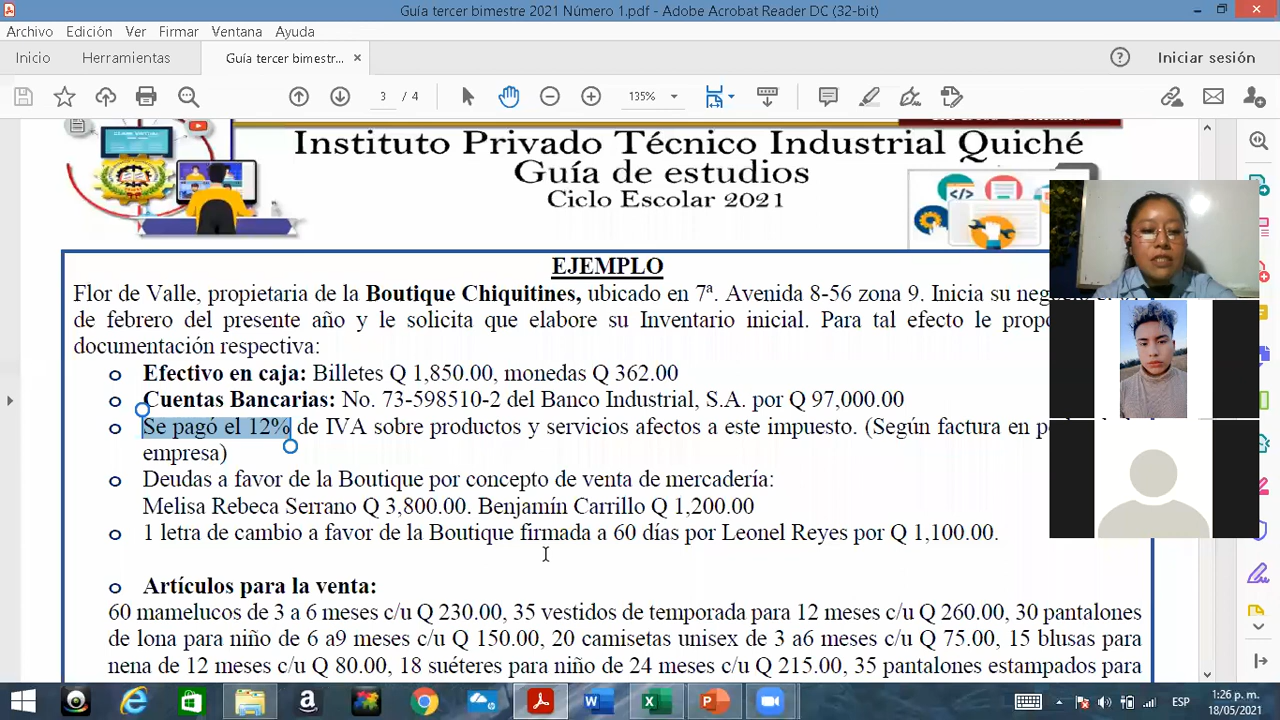 Guía tercer bimestre 2021 Número 1.pdf - Adobe Acrobat Reader DC (32-bit)
Archivo Edición Ver Firmar Ventana Ayuda
Inicio Herramientas Guía tercer bimestr... × Iniciar sesión
3 / 4 135%
Instituto Privado Técnico Industrial Quiché
Guía de estudios
Ciclo Escolar 2021
EJEMPLO
Flor de Valle, propietaria de la Boutique Chiquitines, ubicado en 7ª. Avenida 8-56 zona 9. Inicia su
de febrero del presente año y le solicita que elabore su Inventario inicial. Para tal efecto le
documentación respectiva:
o Efectivo en caja: Billetes Q 1,850.00, monedas Q 362.00
o Cuentas Bancarias: No. 73-598510-2 del Banco Industrial, S.A. por Q 97,000.00
o Se pagó el 12% de IVA sobre productos y servicios afectos a este impuesto. (Según factura en
empresa)
o Deudas a favor de la Boutique por concepto de venta de mercadería:
Melisa Rebeca Serrano Q 3,800.00. Benjamín Carrillo Q 1,200.00
o 1 letra de cambio a favor de la Boutique firmada a 60 días por Leonel Reyes por Q 1,100.00.
o Artículos para la venta:
60 mamelucos de 3 a 6 meses c/u Q 230.00, 35 vestidos de temporada para 12 meses c/u Q 260.00, 30 pantalones
de lona para niño de 6 a9 meses c/u Q 150.00, 20 camisetas unisex de 3 a6 meses c/u Q 75.00, 15 blusas para
nena de 12 meses c/u Q 80.00, 18 suéteres para niño de 24 meses c/u Q 215.00, 35 pantalones estampados para
ESP 1:26 p. m.
18/05/2021